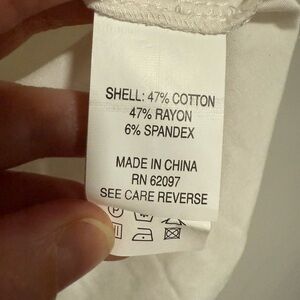 SHELL: 47% COTTON
47% RAYON
6% SPANDEX
MADE IN CHINA
RN 62097
SEE CARE REVERSE